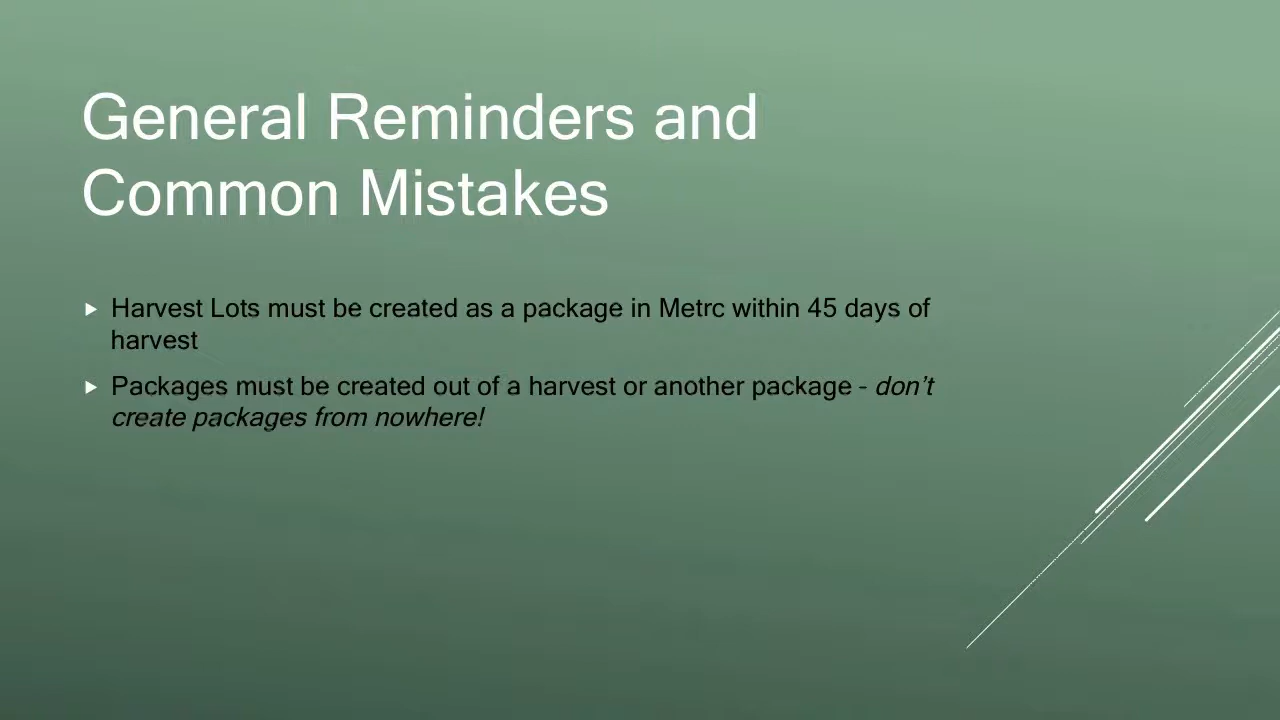 General Reminders and
Common Mistakes
Harvest Lots must be created as a package in Metrc within 45 days of
harvest
Packages must be created out of a harvest or another package - don’t
create packages from nowhere!